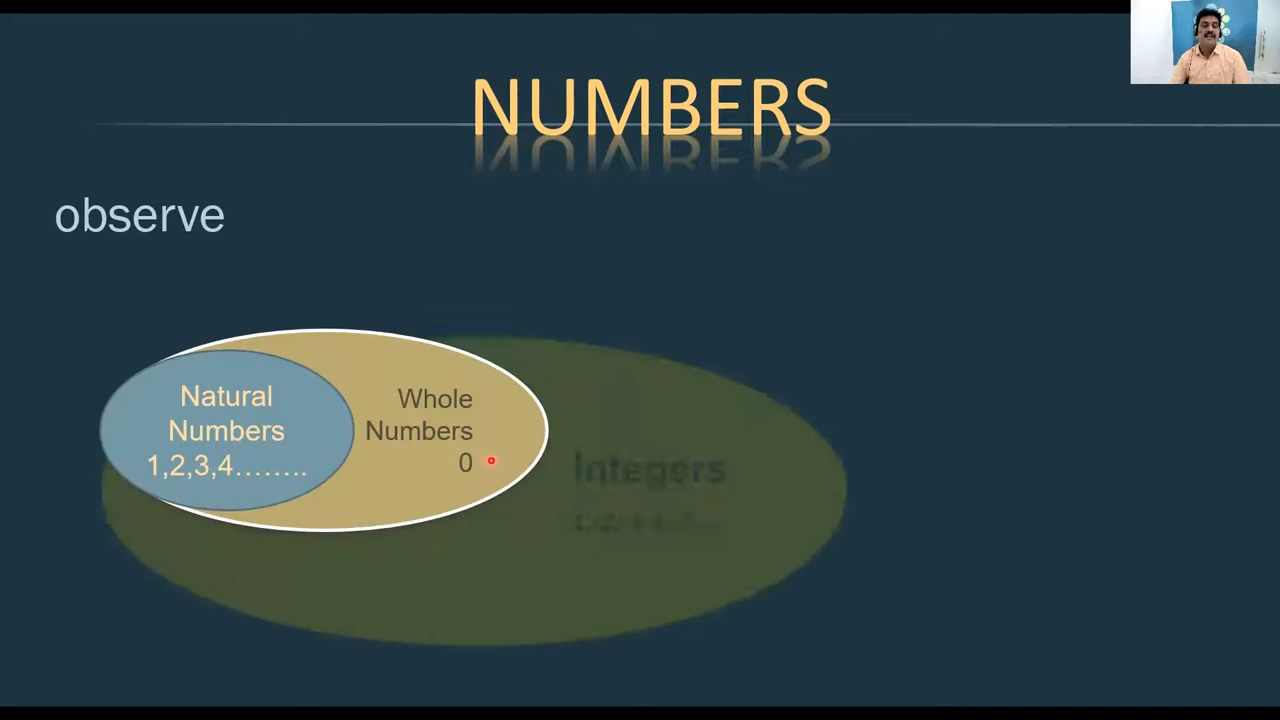 NUMBERS
observe
Natural
Numbers
1,2,3,4……..
Whole
Numbers
0
Integers